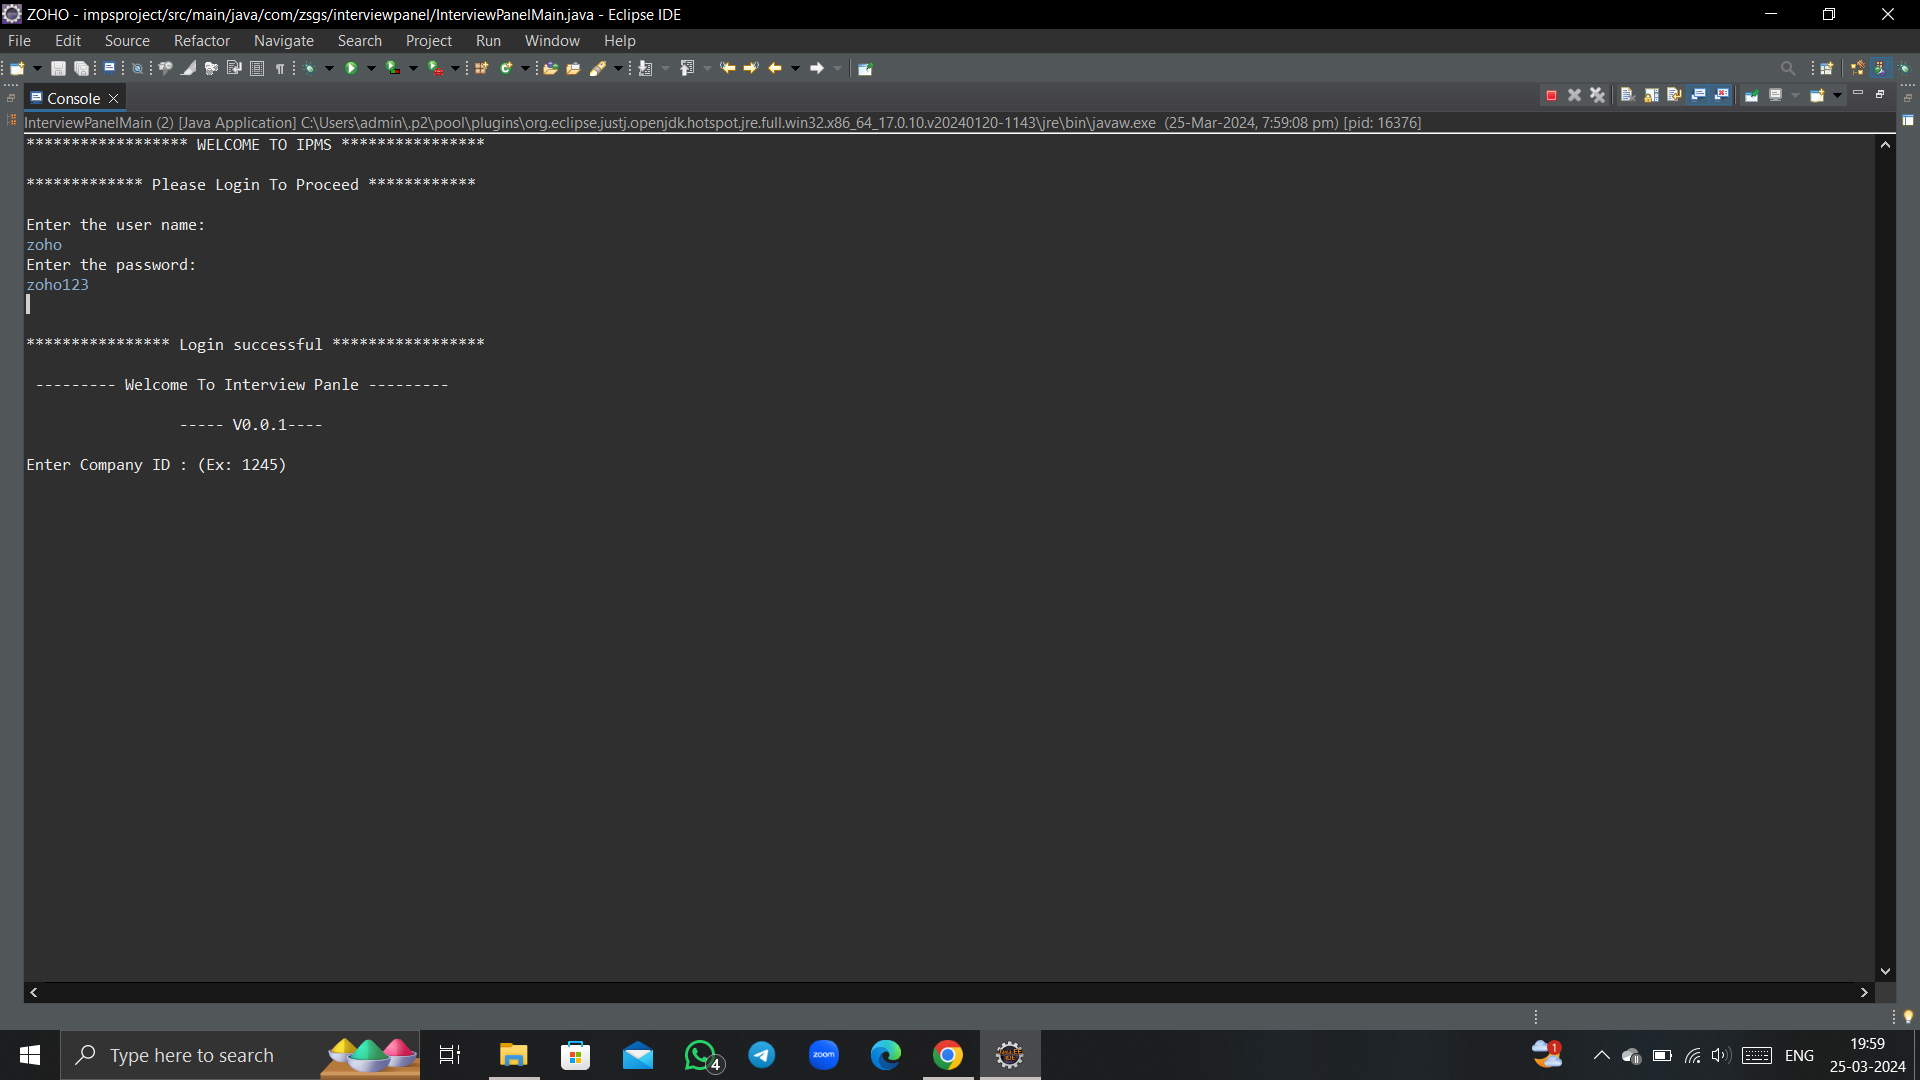 ZOHO - impsproject/src/main/java/com/zsgs/interviewpanel/InterviewPanelMain.java - Eclipse IDE
File Edit Source Refactor Navigate Search Project Run Window Help
Console
InterviewPanelMain (2) [Java Application] C:\Users\admin\.p2\pool\plugins\org.eclipse.justj.openjdk.hotspot.jre.full.win32.x86_64_17.0.10.v20240120-1143\jre\bin\javaw.exe (25-Mar-2024, 7:59:08 pm) [pid: 16376]
****************** WELCOME TO IPMS ****************
************* Please Login To Proceed ************
Enter the user name:
zoho
Enter the password:
zoho123
**************** Login successful *****************
--------- Welcome To Interview Panle ---------
----- V0.0.1----
Enter Company ID : (Ex: 1245)
Type here to search
4
zoom
1
ENG
19:59
25-03-2024